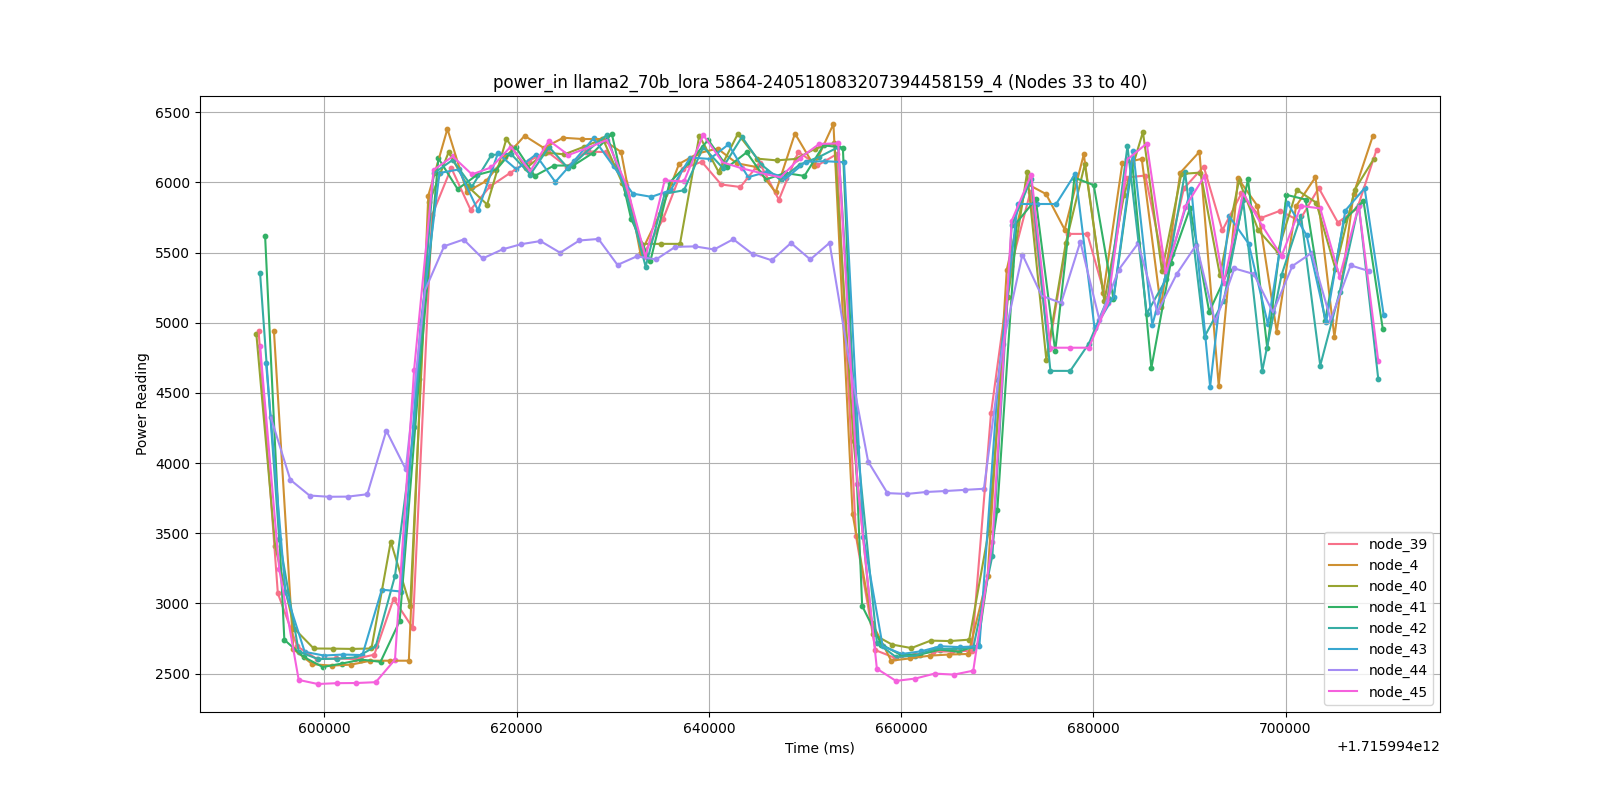 power_in llama2_70b_lora 5864-240518083207394458159_4 (Nodes 33 to 40)
Power Reading
6500
6000
5500
5000
4500
4000
3500
3000
2500
600000 620000 640000 660000 680000 700000
Time (ms)
+1.715994e12
node_39
node_4
node_40
node_41
node_42
node_43
node_44
node_45